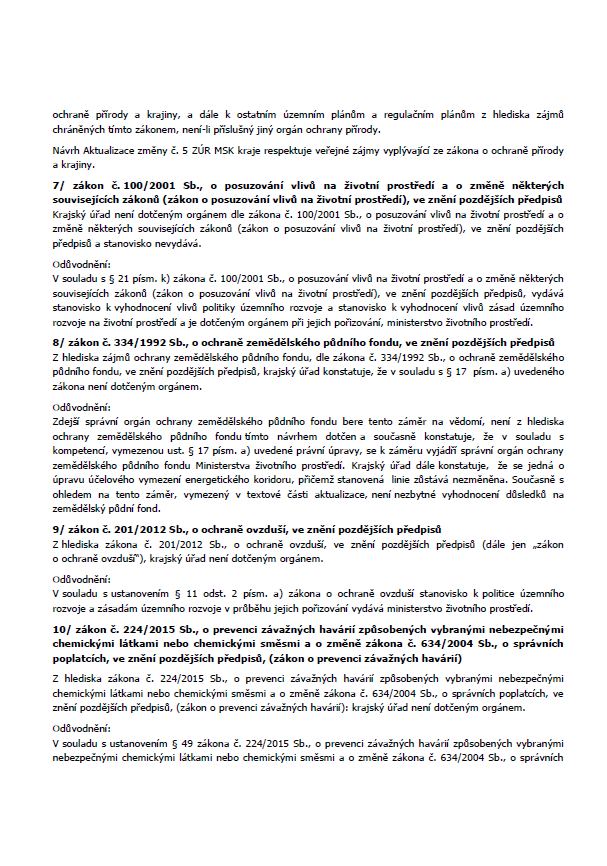 ochraně přírody a krajiny, a dále k ostatním územním plánům a regulačním plánům z hlediska zájmů
chráněných tímto zákonem, není-li příslušný jiný orgán ochrany přírody.
Návrh Aktualizace změny č. 5 ZÚR MSK kraje respektuje veřejné zájmy vyplývající ze zákona o ochraně přírody
a krajiny.
7/ zákon č. 100/2001 Sb., o posuzování vlivů na životní prostředí a o změně některých
souvisejících zákonů (zákon o posuzování vlivů na životní prostředí), ve znění pozdějších předpisů
Krajský úřad není dotčeným orgánem dle zákona č. 100/2001 Sb., o posuzování vlivů na životní prostředí a o
změně některých souvisejících zákonů (zákon o posuzování vlivů na životní prostředí), ve znění pozdějších
předpisů a stanovisko nevydává.
Odůvodnění:
V souladu s § 21 písm. k) zákona č. 100/2001 Sb., o posuzování vlivů na životní prostředí a o změně některých
souvisejících zákonů (zákon o posuzování vlivů na životní prostředí), ve znění pozdějších předpisů, vydává
stanovisko k vyhodnocení vlivů politiky územního rozvoje a stanovisko k vyhodnocení vlivů zásad územního
rozvoje na životní prostředí a je dotčeným orgánem při jejich pořizování, ministerstvo životního prostředí.
8/ zákon č. 334/1992 Sb., o ochraně zemědělského půdního fondu, ve znění pozdějších předpisů
Z hlediska zájmů ochrany zemědělského půdního fondu, dle zákona č. 334/1992 Sb., o ochraně zemědělského
půdního fondu, ve znění pozdějších předpisů, krajský úřad konstatuje, že v souladu s § 17 písm. a) uvedeného
zákona není dotčeným orgánem.
Odůvodnění:
Zdejší správní orgán ochrany zemědělského půdního fondu bere tento záměr na vědomí, není z hlediska
ochrany zemědělského půdního fondu tímto návrhem dotčen a současně konstatuje, že v souladu s
kompetencí, vymezenou ust. § 17 písm. a) uvedené právní úpravy, se k záměru vyjádří správní orgán ochrany
zemědělského půdního fondu Ministerstva životního prostředí. Krajský úřad dále konstatuje, že se jedná o
úpravu účelového vymezení energetického koridoru, přičemž stanovená linie zůstává nezměněna. Současně s
ohledem na tento záměr, vymezený v textové části aktualizace, není nezbytné vyhodnocení důsledků na
zemědělský půdní fond.
9/ zákon č. 201/2012 Sb., o ochraně ovzduší, ve znění pozdějších předpisů
Z hlediska zákona č. 201/2012 Sb., o ochraně ovzduší, ve znění pozdějších předpisů (dále jen „zákon
o ochraně ovzduší“), krajský úřad není dotčeným orgánem.
Odůvodnění:
V souladu s ustanovením § 11 odst. 2 písm. a) zákona o ochraně ovzduší stanovisko k politice územního
rozvoje a zásadám územního rozvoje v průběhu jejich pořizování vydává ministerstvo životního prostředí.
10/ zákon č. 224/2015 Sb., o prevenci závažných havárií způsobených vybranými nebezpečnými
chemickými látkami nebo chemickými směsmi a o změně zákona č. 634/2004 Sb., o správních
poplatcích, ve znění pozdějších předpisů, (zákon o prevenci závažných havárií)
Z hlediska zákona č. 224/2015 Sb., o prevenci závažných havárií způsobených vybranými nebezpečnými
chemickými látkami nebo chemickými směsmi a o změně zákona č. 634/2004 Sb., o správních poplatcích, ve
znění pozdějších předpisů, (zákon o prevenci závažných havárií): krajský úřad není dotčeným orgánem.
Odůvodnění:
V souladu s ustanovením § 49 zákona č. 224/2015 Sb., o prevenci závažných havárií způsobených vybranými
nebezpečnými chemickými látkami nebo chemickými směsmi a o změně zákona č. 634/2004 Sb., o správních